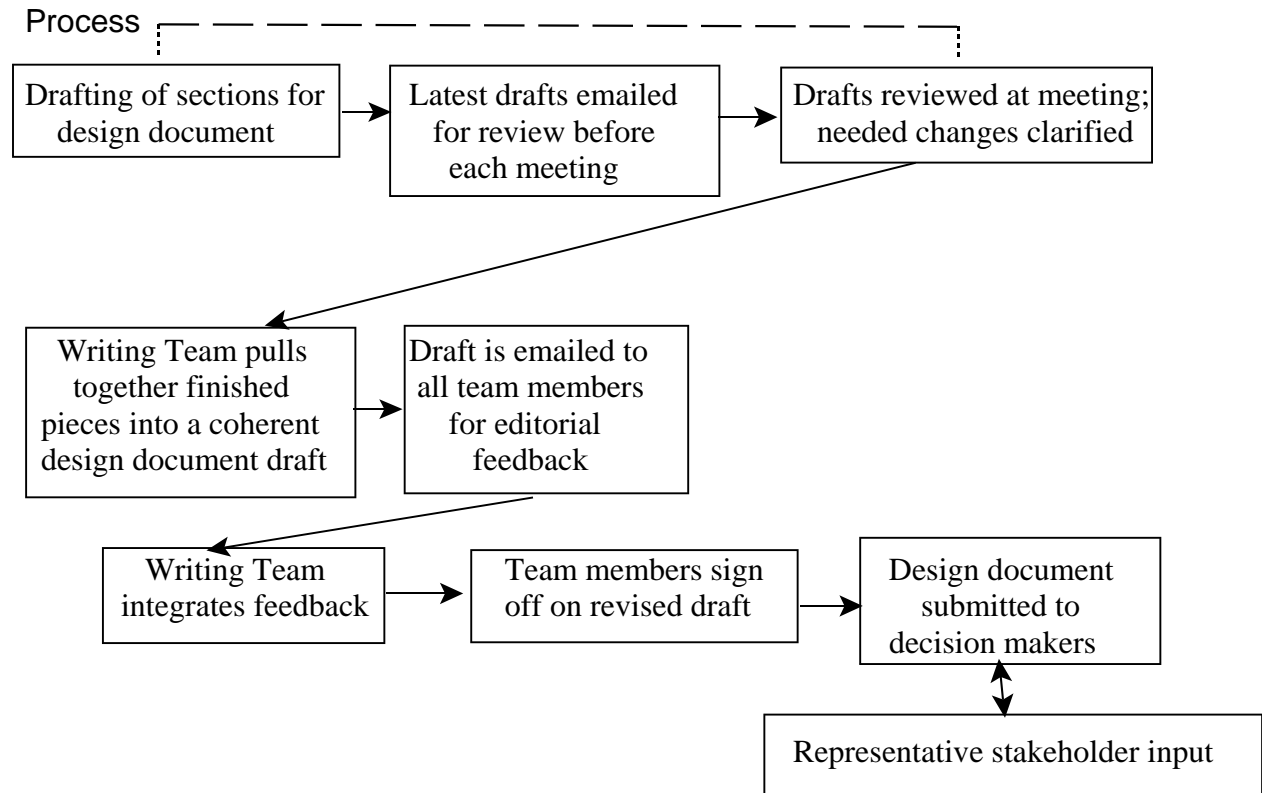 Process
Drafting of sections for
design document
Latest drafts emailed
for review before
each meeting
Drafts reviewed at meeting;
needed changes clarified
Writing Team pulls
together finished
pieces into a coherent
design document draft
Draft is emailed to
all team members
for editorial
feedback
Writing Team
integrates feedback
Team members sign
off on revised draft
Design document
submitted to
decision makers
Representative stakeholder input